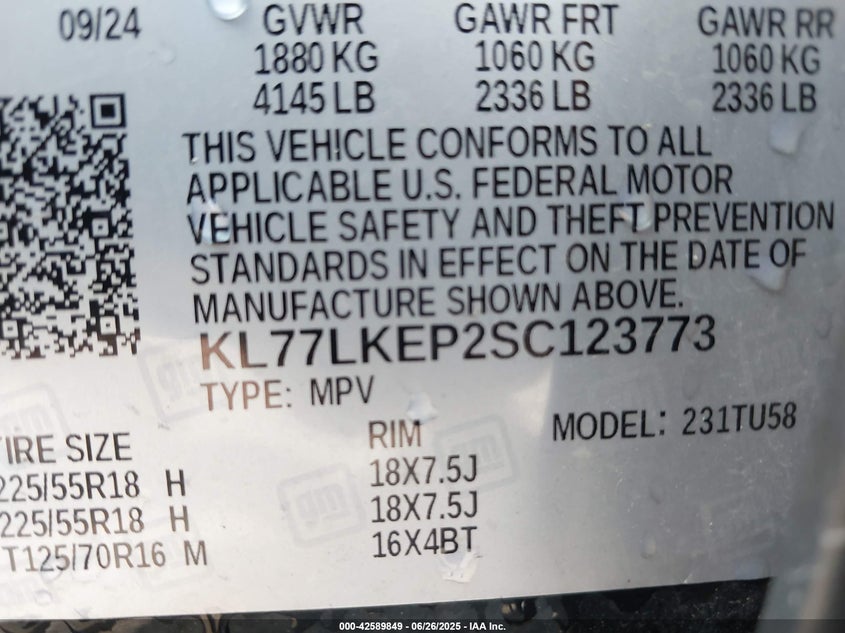 09/24 GVWR GAWR FRT GAWR RR
1880 KG 1060 KG 1060 KG
4145 LB 2336 LB 2336 LB
THIS VEHICLE CONFORMS TO ALL
APPLICABLE U.S. FEDERAL MOTOR
VEHICLE SAFETY AND THEFT PREVENTION
STANDARDS IN EFFECT ON THE DATE OF
MANUFACTURE SHOWN ABOVE.
KL77LKEP2SC123773
TYPE: MPV
MODEL: 231TU58
TIRE SIZE RIM
225/55R18 H 18X7.5J
225/55R18 H 18X7.5J
T125/70R16 M 16X4BT
gm
000-42589849 - 06/26/2025 - IAA Inc.